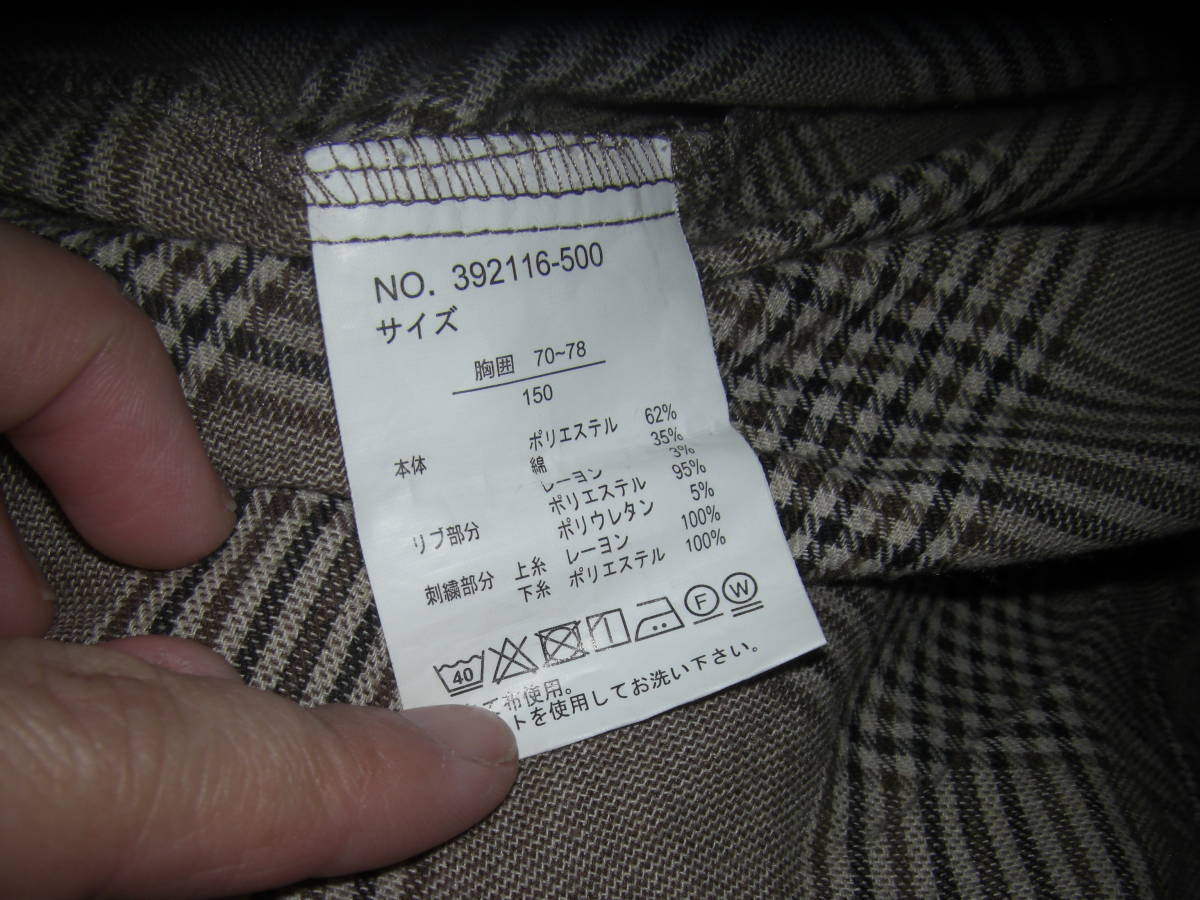 NO. 392116-500
サイズ
胸囲 70~78
150
本体 ポリエステル 62%
綿 35%
レーヨン 3%
リブ部分 ポリエステル 95%
ポリウレタン 5%
刺繍部分 上糸 レーヨン 100%
下糸 ポリエステル 100%
40 F W
て布使用。
トを使用してお洗い下さい。